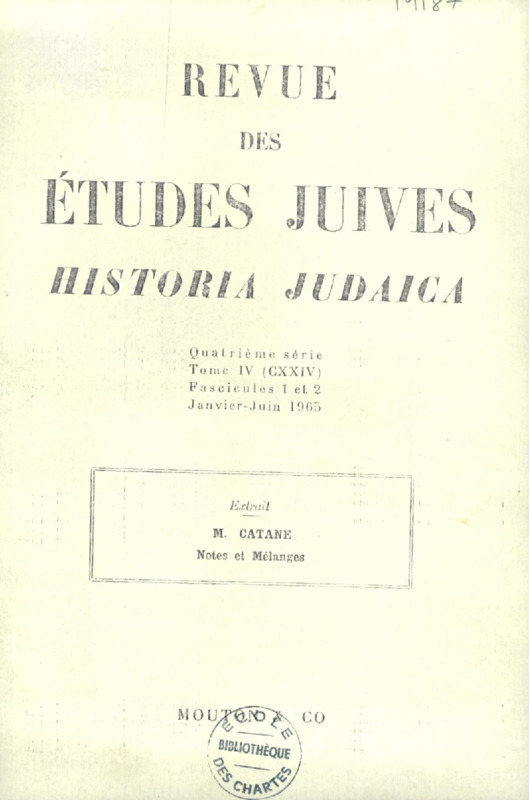 REVUE
DES
ÉTUDES JUIVES
HISTORIA JUDAICA
Quatrième série
Tome IV (CXXIV)
Fascicules 1 et 2
Janvier-Juin 1965
Extrait
M. CATANE
Notes et Mélanges
MOUTON & CO
ECOLE
BIBLIOTHÈQUE
DES CHARTES